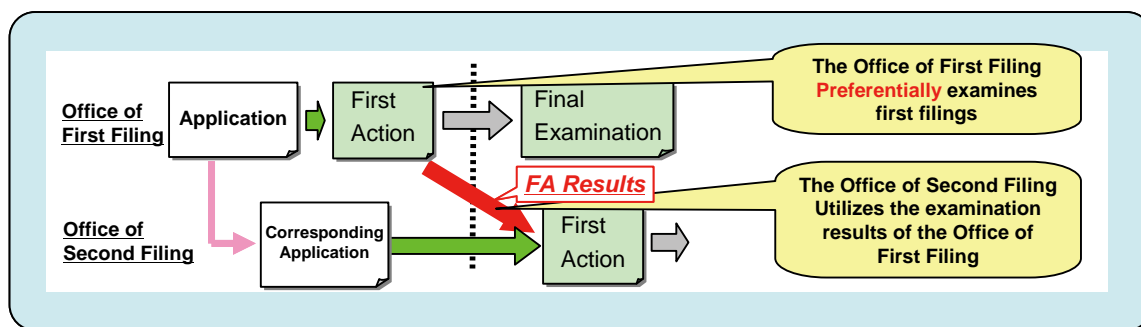 Office of
First Filing
Application
First
Action
Final
Examination
The Office of First Filing
Preferentially examines
first filings
FA Results
Office of
Second Filing
Corresponding
Application
First
Action
The Office of Second Filing
Utilizes the examination
results of the Office of
First Filing